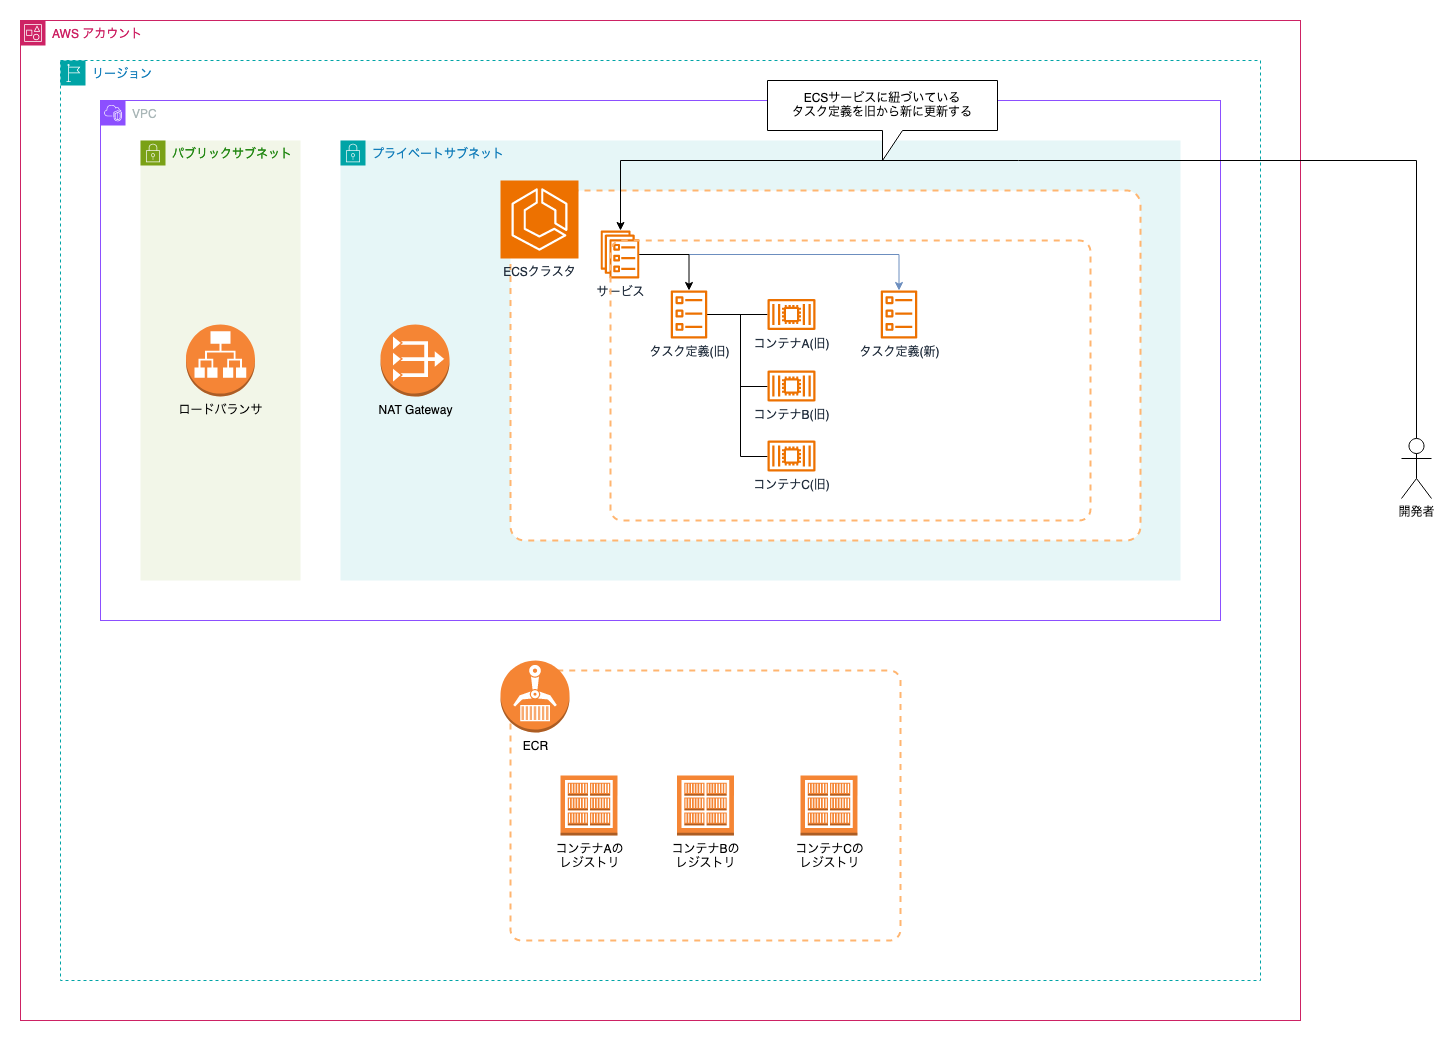 AWS アカウント
リージョン
VPC
ECSサービスに紐づいている
タスク定義を旧から新に更新する
パブリックサブネット
プライベートサブネット
ECSクラスタ
サービス
タスク定義(旧)
コンテナA(旧)
タスク定義(新)
コンテナB(旧)
コンテナC(旧)
ロードバランサ
NAT Gateway
開発者
ECR
コンテナAの
レジストリ
コンテナBの
レジストリ
コンテナCの
レジストリ